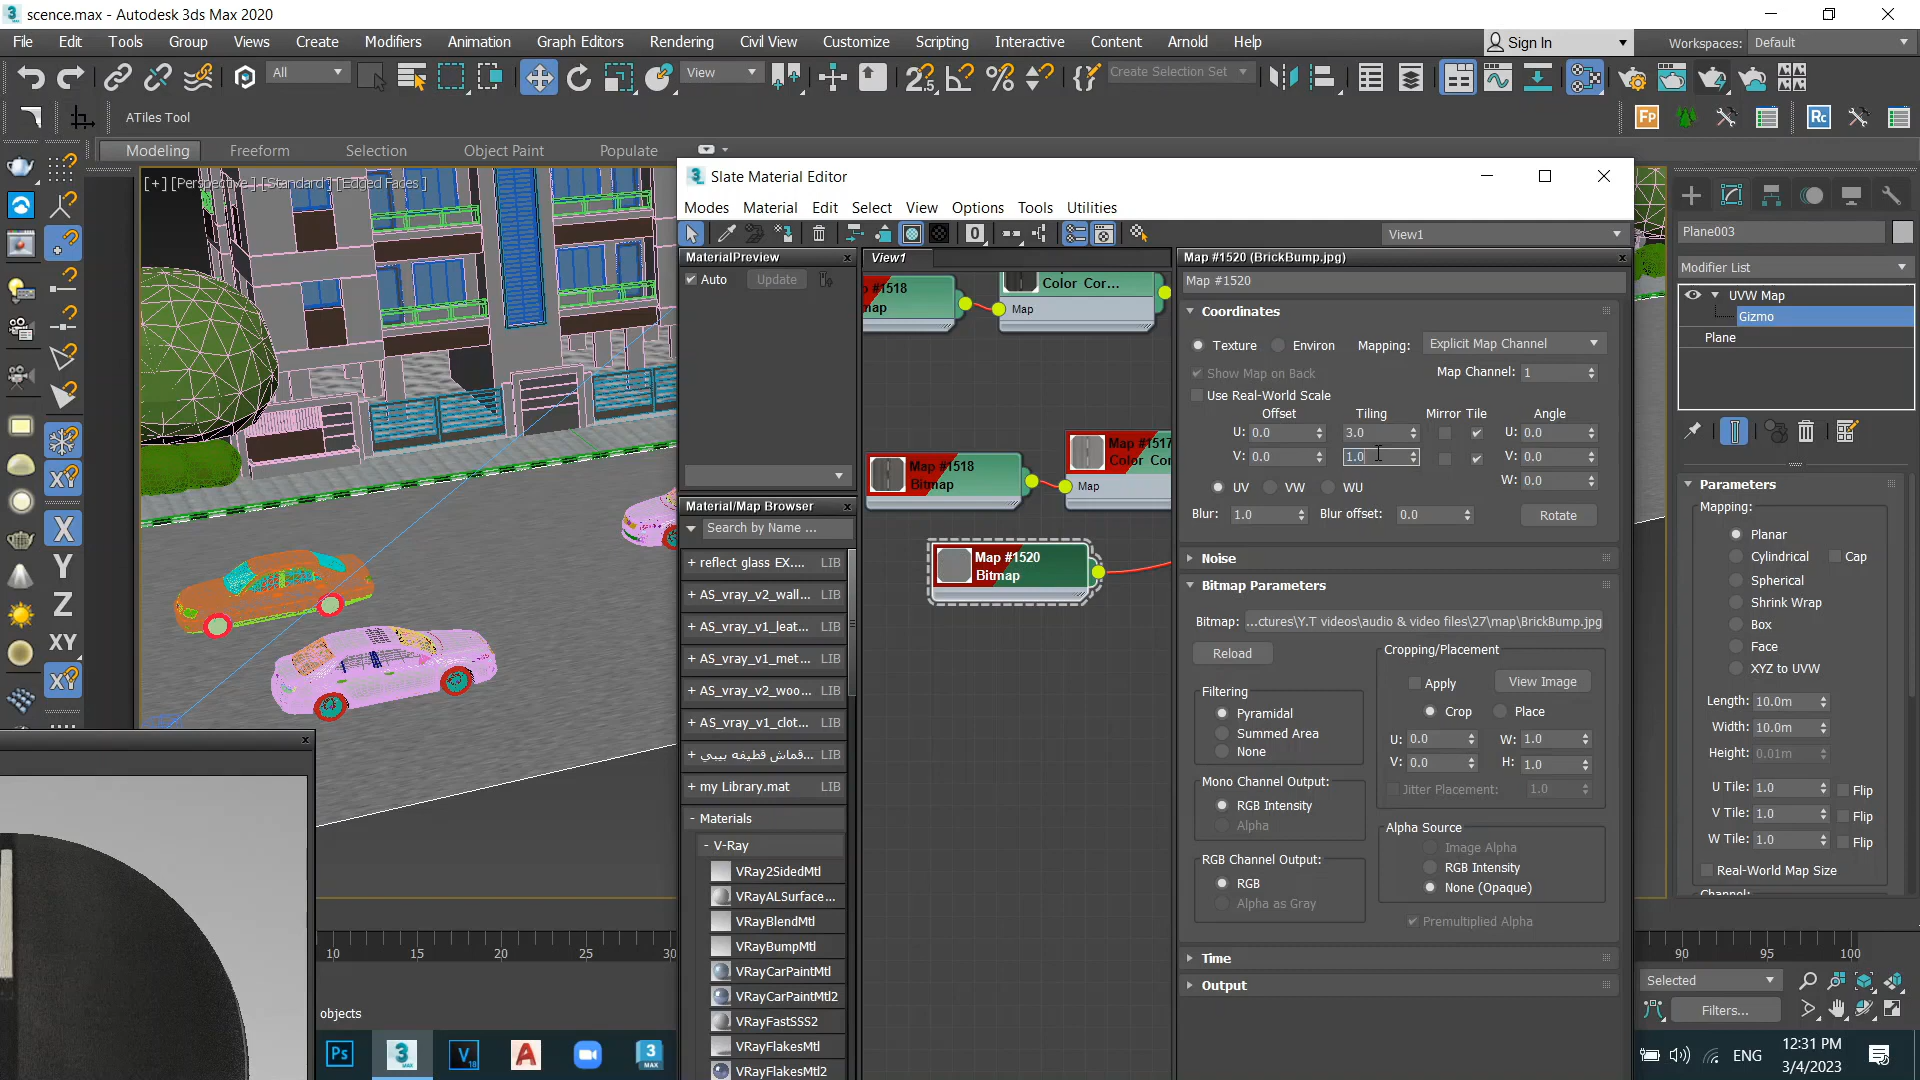 scence.max - Autodesk 3ds Max 2020
File Edit Tools Group Views Create Modifiers Animation Graph Editors Rendering Civil View Customize Scripting Interactive Content Arnold Help
Sign In
Workspaces: Default
All
View
Create Selection Set
ATiles Tool
Modeling Freeform Selection Object Paint Populate
[+] [Perspective ] [Standard ] [Edged Faces ]
Slate Material Editor
Modes Material Edit Select View Options Tools Utilities
View1
MaterialPreview
Auto Update
View1
Map #1518
Color Cor...
Map
Map #1518
Bitmap
Map #1517
Color Cor
Map
Map #1520
Bitmap
Material/Map Browser
Search by Name ...
+ reflect glass EX.... LIB
+ AS_vray_v2_wall... LIB
+ AS_vray_v1_leat... LIB
+ AS_vray_v1_met... LIB
+ AS_vray_v2_woo... LIB
+ AS_vray_v1_clot... LIB
+ قماش قطيفه بيبي... LIB
+ my Library.mat LIB
- Materials
- V-Ray
VRay2SidedMtl
VRayALSurface...
VRayBlendMtl
VRayBumpMtl
VRayCarPaintMtl
VRayCarPaintMtl2
VRayFastSSS2
VRayFlakesMtl
VRayFlakesMtl2
Map #1520 (BrickBump.jpg)
Map #1520
Coordinates
Texture Environ Mapping: Explicit Map Channel
Show Map on Back Map Channel: 1
Use Real-World Scale
Offset Tiling Mirror Tile Angle
U: 0.0 3.0 U: 0.0
V: 0.0 1.0 V: 0.0
W: 0.0
UV VW WU
Blur: 1.0 Blur offset: 0.0 Rotate
Noise
Bitmap Parameters
Bitmap: ...ctures\Y.T videos\audio & video files\27\map\BrickBump.jpg
Reload
Cropping/Placement
Apply View Image
Crop Place
U: 0.0 W: 1.0
V: 0.0 H: 1.0
Jitter Placement: 1.0
Filtering
Pyramidal
Summed Area
None
Mono Channel Output:
RGB Intensity
Alpha
RGB Channel Output:
RGB
Alpha as Gray
Alpha Source
Image Alpha
RGB Intensity
None (Opaque)
Premultiplied Alpha
Time
Output
Plane003
Modifier List
UVW Map
Gizmo
Plane
Parameters
Mapping:
Planar
Cylindrical Cap
Spherical
Shrink Wrap
Box
Face
XYZ to UVW
Length: 10.0m
Width: 10.0m
Height: 0.01m
U Tile: 1.0 Flip
V Tile: 1.0 Flip
W Tile: 1.0 Flip
Real-World Map Size
X
Y
Z
XY
10 15 20 25 30
90 95 100
objects
Selected
Filters...
ENG
12:31 PM
3/4/2023